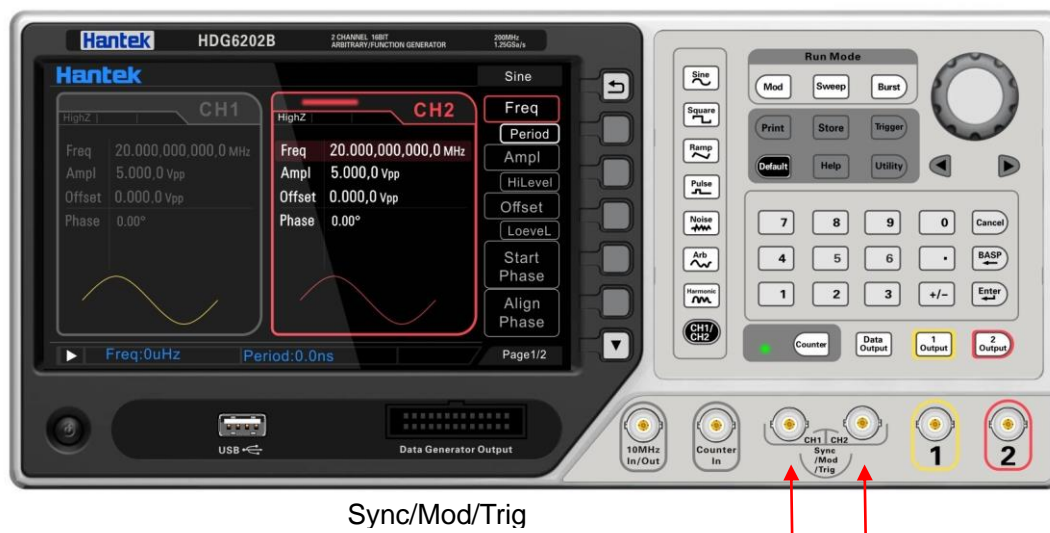 Hantek HDG6202B 2 CHANNEL 16BIT 200MHz
ARBITRARY/FUNCTION GENERATOR 1.25GSa/s
Hantek Sine
CH1 CH2
HighZ HighZ
Freq 20.000,000,000,0 MHz
Ampl 5.000,0 Vpp
Offset 0.000,0 Vpp
Phase 0.00°
Freq 20.000,000,000,0 MHz
Ampl 5.000,0 Vpp
Offset 0.000,0 Vpp
Phase 0.00°
Freq
Period
Ampl
HiLevel
Offset
LoeveL
Start
Phase
Align
Phase
Freq:0uHz Period:0.0ns Page1/2
Sine
Square
Ramp
Pulse
Noise
Arb
Harmonic
CH1/
CH2
Run Mode
Mod Sweep Burst
Print Store Trigger
Default Help Utility
7 8 9 0 Cancel
4 5 6 . BASP
1 2 3 +/- Enter
Counter Data
Output 1
Output 2
Output
USB
Data Generator Output
10MHz
In/Out
Counter
In
CH1 CH2
Sync
/Mod
/Trig
1 2
Sync/Mod/Trig